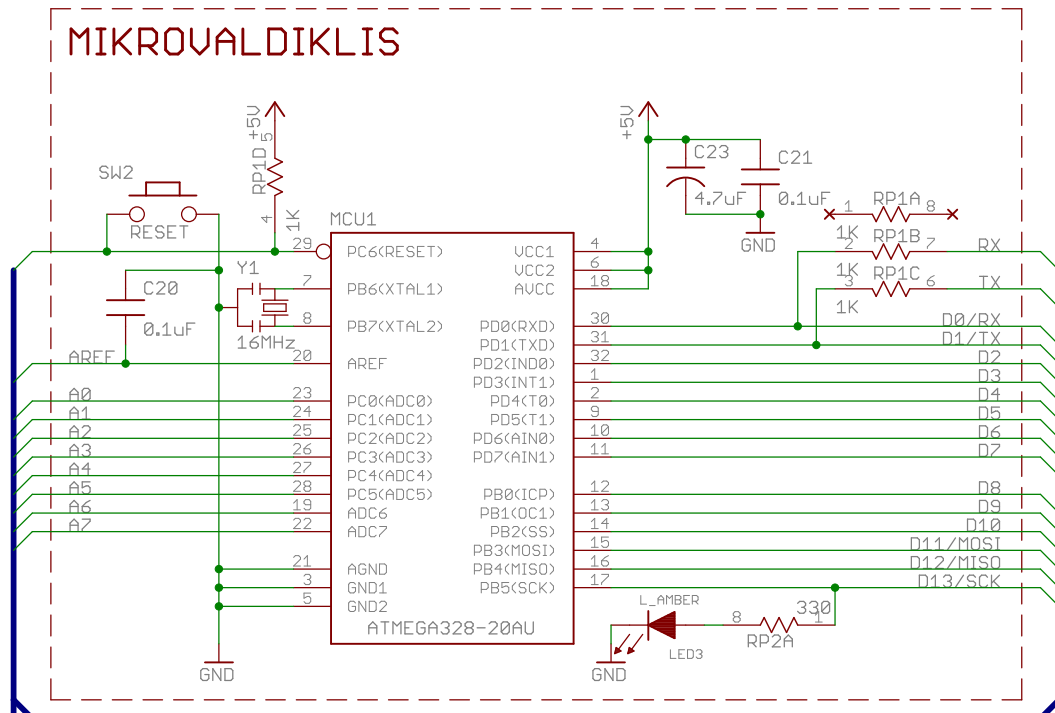 MIKROVALDIKLIS
+5V
5
RP1D
4
1K
SW2
RESET
C20
0.1uF
Y1
16MHz
+5V
C23
4.7uF
C21
0.1uF
GND
1 RP1A 8
1K
2 RP1B 7 RX
1K
3 RP1C 6 TX
1K
MCU1
29 PC6(RESET)
7 PB6(XTAL1)
8 PB7(XTAL2)
AREF 20 AREF
A0 23 PC0(ADC0)
A1 24 PC1(ADC1)
A2 25 PC2(ADC2)
A3 26 PC3(ADC3)
A4 27 PC4(ADC4)
A5 28 PC5(ADC5)
A6 19 ADC6
A7 22 ADC7
21 AGND
3 GND1
5 GND2
VCC1 4
VCC2 6
AVCC 18
PD0(RXD) 30 D0/RX
PD1(TXD) 31 D1/TX
PD2(IND0) 32 D2
PD3(INT1) 1 D3
PD4(T0) 2 D4
PD5(T1) 9 D5
PD6(AIN0) 10 D6
PD7(AIN1) 11 D7
PB0(ICP) 12 D8
PB1(OC1) 13 D9
PB2(SS) 14 D10
PB3(MOSI) 15 D11/MOSI
PB4(MISO) 16 D12/MISO
PB5(SCK) 17 D13/SCK
ATMEGA328-20AU
GND
L_AMBER
LED3
GND
8
330
1
RP2A